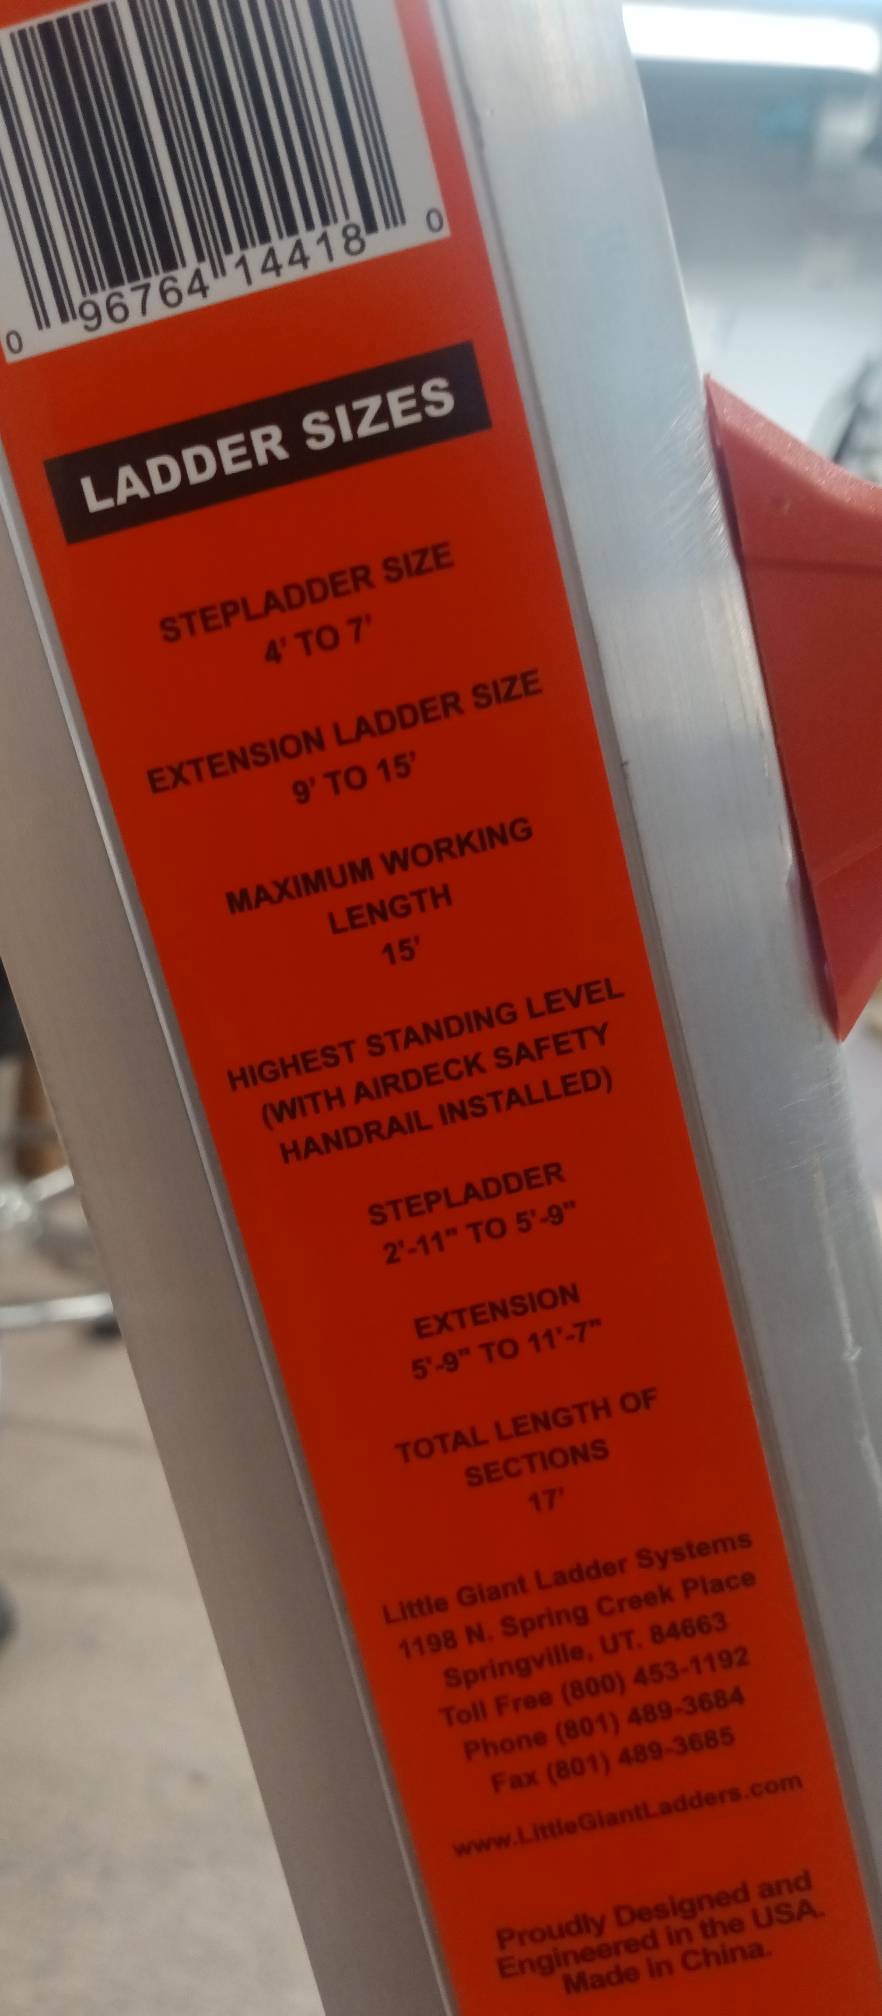 0 96764 14418 0
LADDER SIZES
STEPLADDER SIZE
4' TO 7'
EXTENSION LADDER SIZE
9' TO 15'
MAXIMUM WORKING
LENGTH
15'
HIGHEST STANDING LEVEL
(WITH AIRDECK SAFETY
HANDRAIL INSTALLED)
STEPLADDER
2'-11" TO 5'-9"
EXTENSION
5'-9" TO 11'-7"
TOTAL LENGTH OF
SECTIONS
17'
Little Giant Ladder Systems
1198 N. Spring Creek Place
Springville, UT. 84663
Toll Free (800) 453-1192
Phone (801) 489-3684
Fax (801) 489-3685
www.LittleGiantLadders.com
Proudly Designed and
Engineered in the USA.
Made in China.